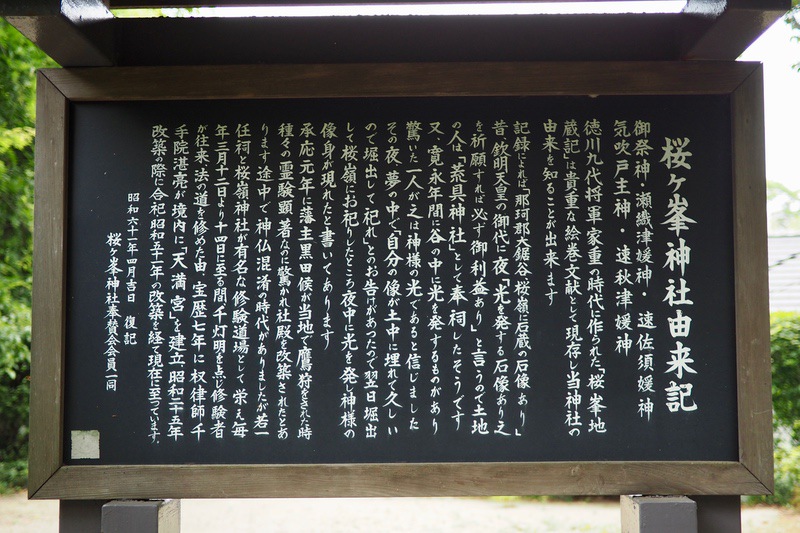 桜ヶ峯神社由来記
御祭神・瀬織津媛神・速佐須媛神
気吹戸主神・速秋津媛神
徳川九代将軍家重の時代に作られた「桜峯地
蔵記」は貴重な絵巻文献として現存し当神社の
由来を知ることが出来ます
記録によれば「那珂郡大鋸谷桜嶺に石蔵の石像あり」
昔、欽明天皇の御代に夜「光を発する石像あり之
を祈願すれば必ず御利益あり」と言うので土地
の人は「素具神社」として奉祠したそうです
又、寛永年間に谷の中に光を発するものがあり
驚いた一人が之は神様の光であると信じました
その夜、夢の中で「自分の像が土中に埋れて久しい
ので堀出して祀れ」とのお告げがあったので翌日堀出
して桜嶺にお祀りしたところ夜中に光を発し神様の
像、身が現れたと書いてあります
承応元年に藩主黒田候が当地で鷹狩をされた時
種々の霊験顕著なのに驚かれ社殿を改築されたとあ
ります、途中で神仏混淆の時代がありましたが若一
任祠と桜嶺神社が有名な修験道場として栄え毎
年三月十二日より十四日に至る間千灯明を点じ修験者
が往来、法の道を修めた由、宝歴七年に权律師千
手院湛亮が境内に「天満宮」を建立、昭和二十五年
改築の際に合祀昭和五十一年の改築を経て現在に至っています。
昭和六十一年四月吉日 復記
桜ヶ峯神社奉賛会会員一同